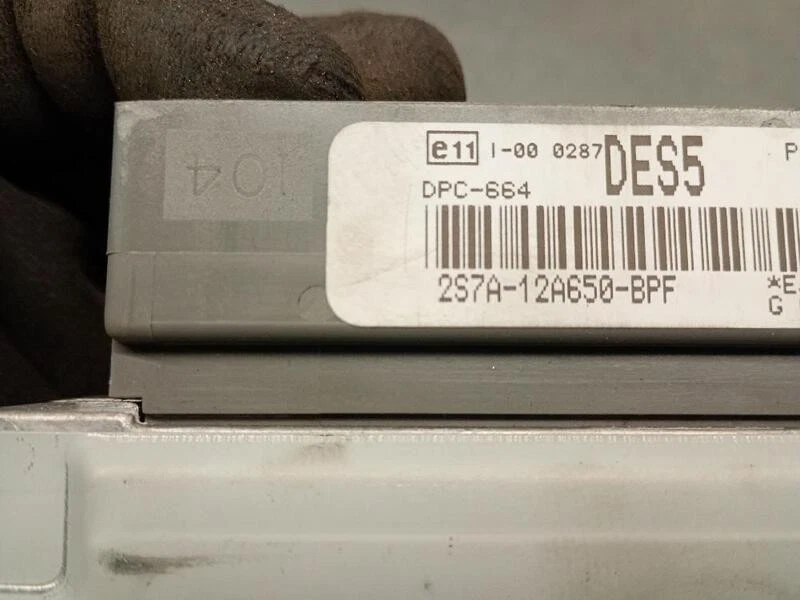 104
e11 I-00 0287 DES5 P
DPC-664
2S7A-12A650-BPF *E
G